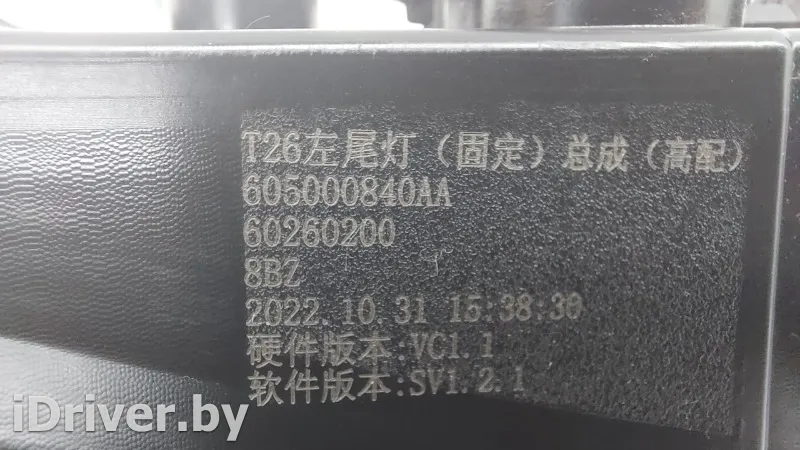 T26左尾灯（固定）总成（高配）
605000840AA
60260200
8BZ
2022.10.31 15:38:30
硬件版本:VC1.1
软件版本:SV1.2.1
iDriver.by